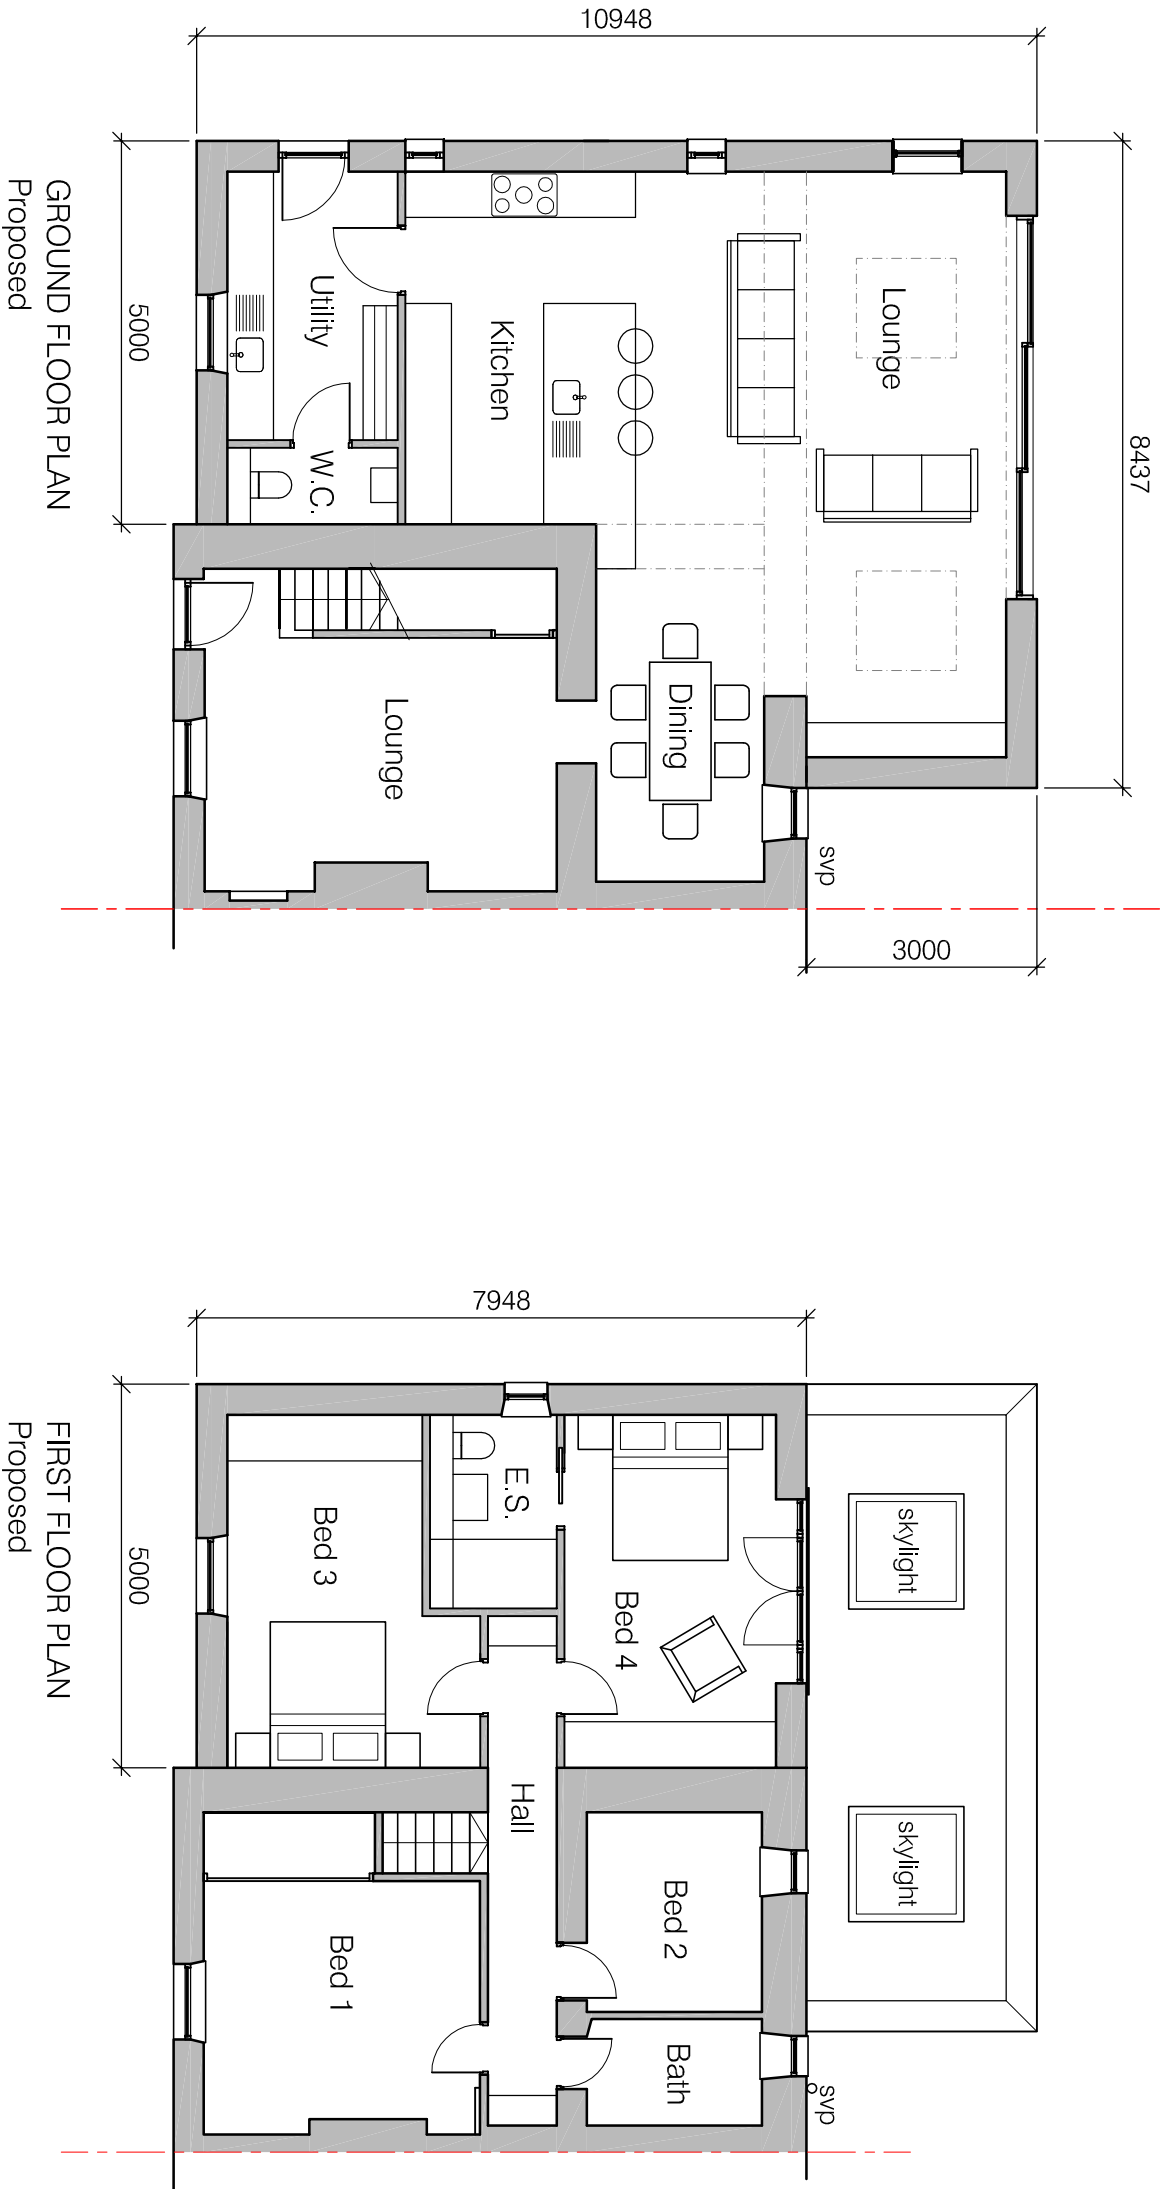 10948
8437
Lounge
Kitchen
Utility
W.C.
5000
Dining
Lounge
svp
3000
GROUND FLOOR PLAN
Proposed
7948
skylight
skylight
E.S.
Bed 3
Bed 4
5000
Hall
Bed 2
Bed 1
Bath
svp
FIRST FLOOR PLAN
Proposed